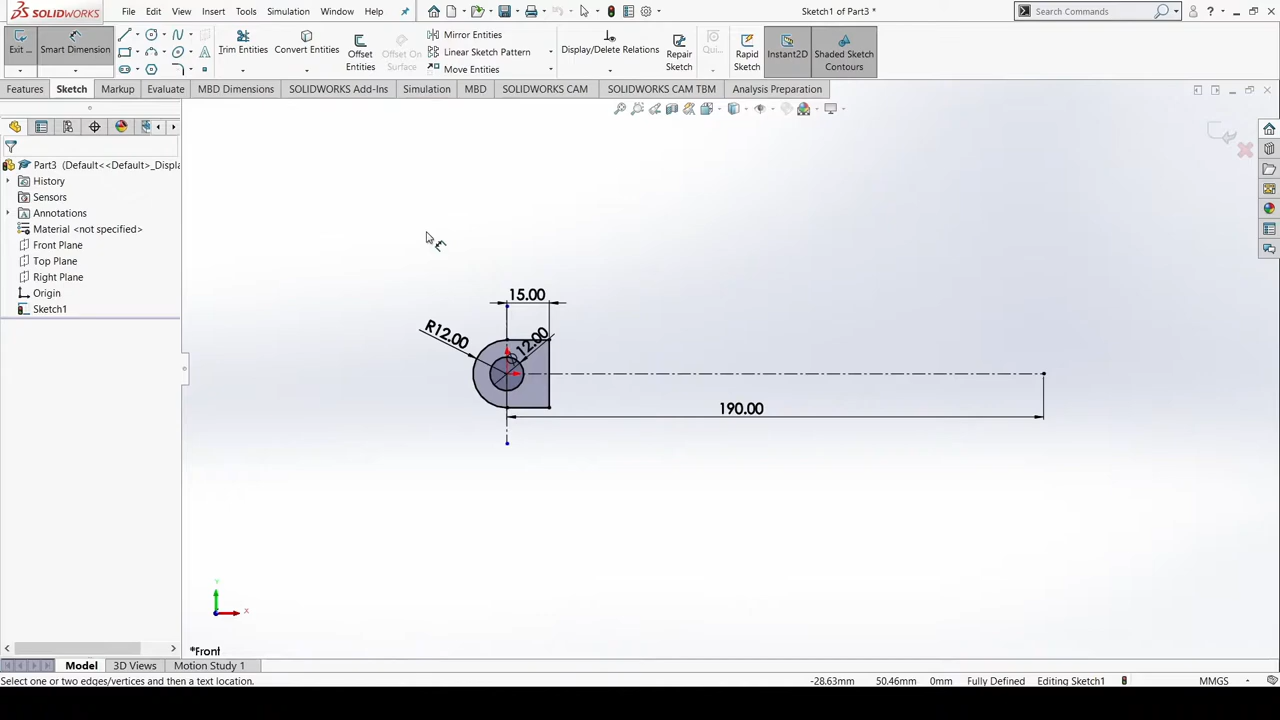 SOLIDWORKS File Edit View Insert Tools Simulation Window Help Sketch1 of Part3 * Search Commands
Exit ... Smart Dimension Trim Entities Convert Entities Offset Entities Offset On Surface Mirror Entities Linear Sketch Pattern Move Entities Display/Delete Relations Repair Sketch Qui... Rapid Sketch Instant2D Shaded Sketch Contours
Features Sketch Markup Evaluate MBD Dimensions SOLIDWORKS Add-Ins Simulation MBD SOLIDWORKS CAM SOLIDWORKS CAM TBM Analysis Preparation
Part3 (Default<<Default>_Displa
History
Sensors
Annotations
Material <not specified>
Front Plane
Top Plane
Right Plane
Origin
Sketch1
15.00
R12.00
∅12.00
190.00
Y
X
*Front
Model 3D Views Motion Study 1
Select one or two edges/vertices and then a text location. -28.63mm 50.46mm 0mm Fully Defined Editing Sketch1 MMGS